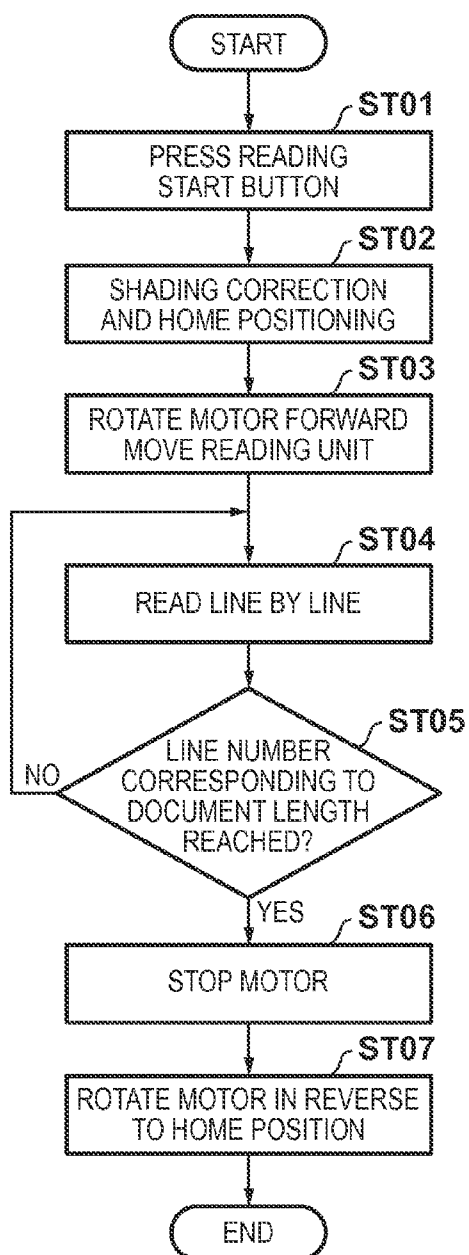 START
ST01
PRESS READING
START BUTTON
ST02
SHADING CORRECTION
AND HOME POSITIONING
ST03
ROTATE MOTOR FORWARD
MOVE READING UNIT
ST04
READ LINE BY LINE
ST05
LINE NUMBER
CORRESPONDING TO
DOCUMENT LENGTH
REACHED?
NO
YES
ST06
STOP MOTOR
ST07
ROTATE MOTOR IN REVERSE
TO HOME POSITION
END